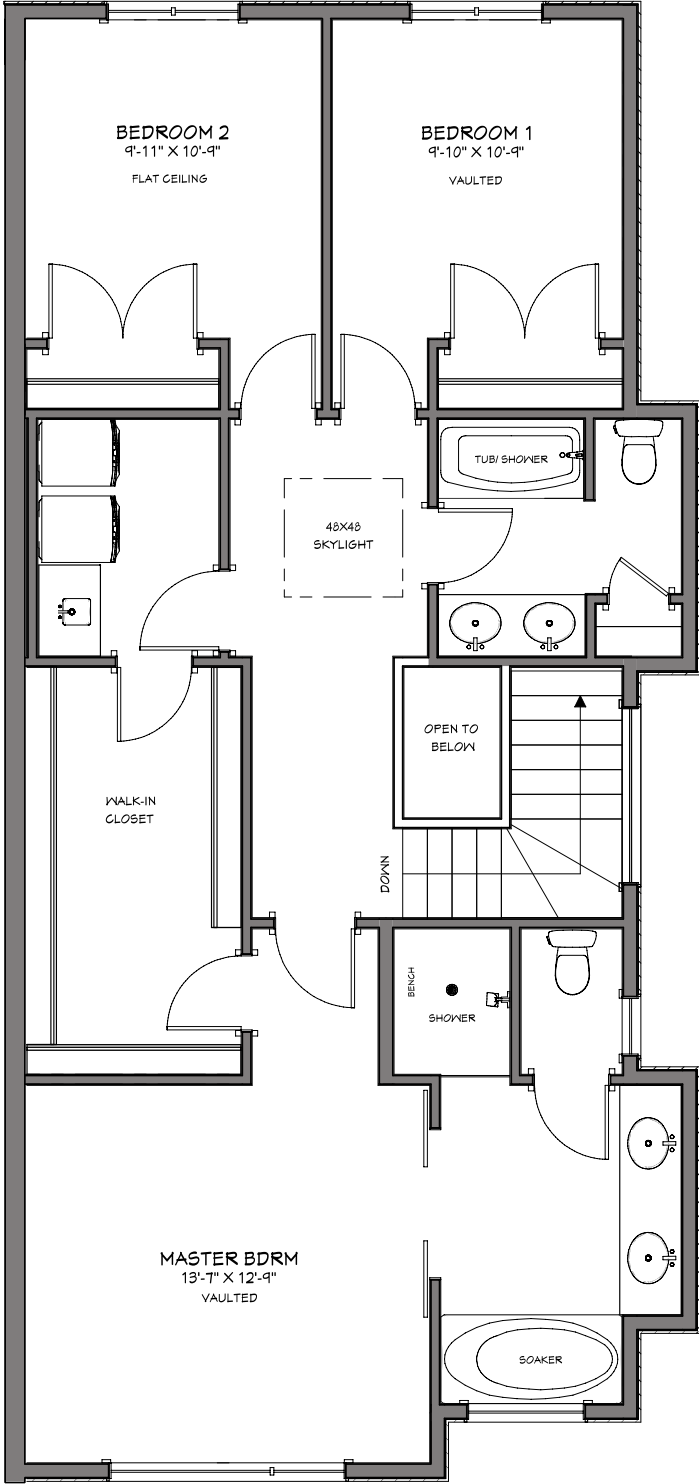 BEDROOM 2
9'-11" X 10'-9"
FLAT CEILING
BEDROOM 1
9'-10" X 10'-9"
VAULTED
TUB/ SHOWER
48X48
SKYLIGHT
OPEN TO
BELOW
WALK-IN
CLOSET
DOWN
BENCH
SHOWER
MASTER BDRM
13'-7" X 12'-9"
VAULTED
SOAKER